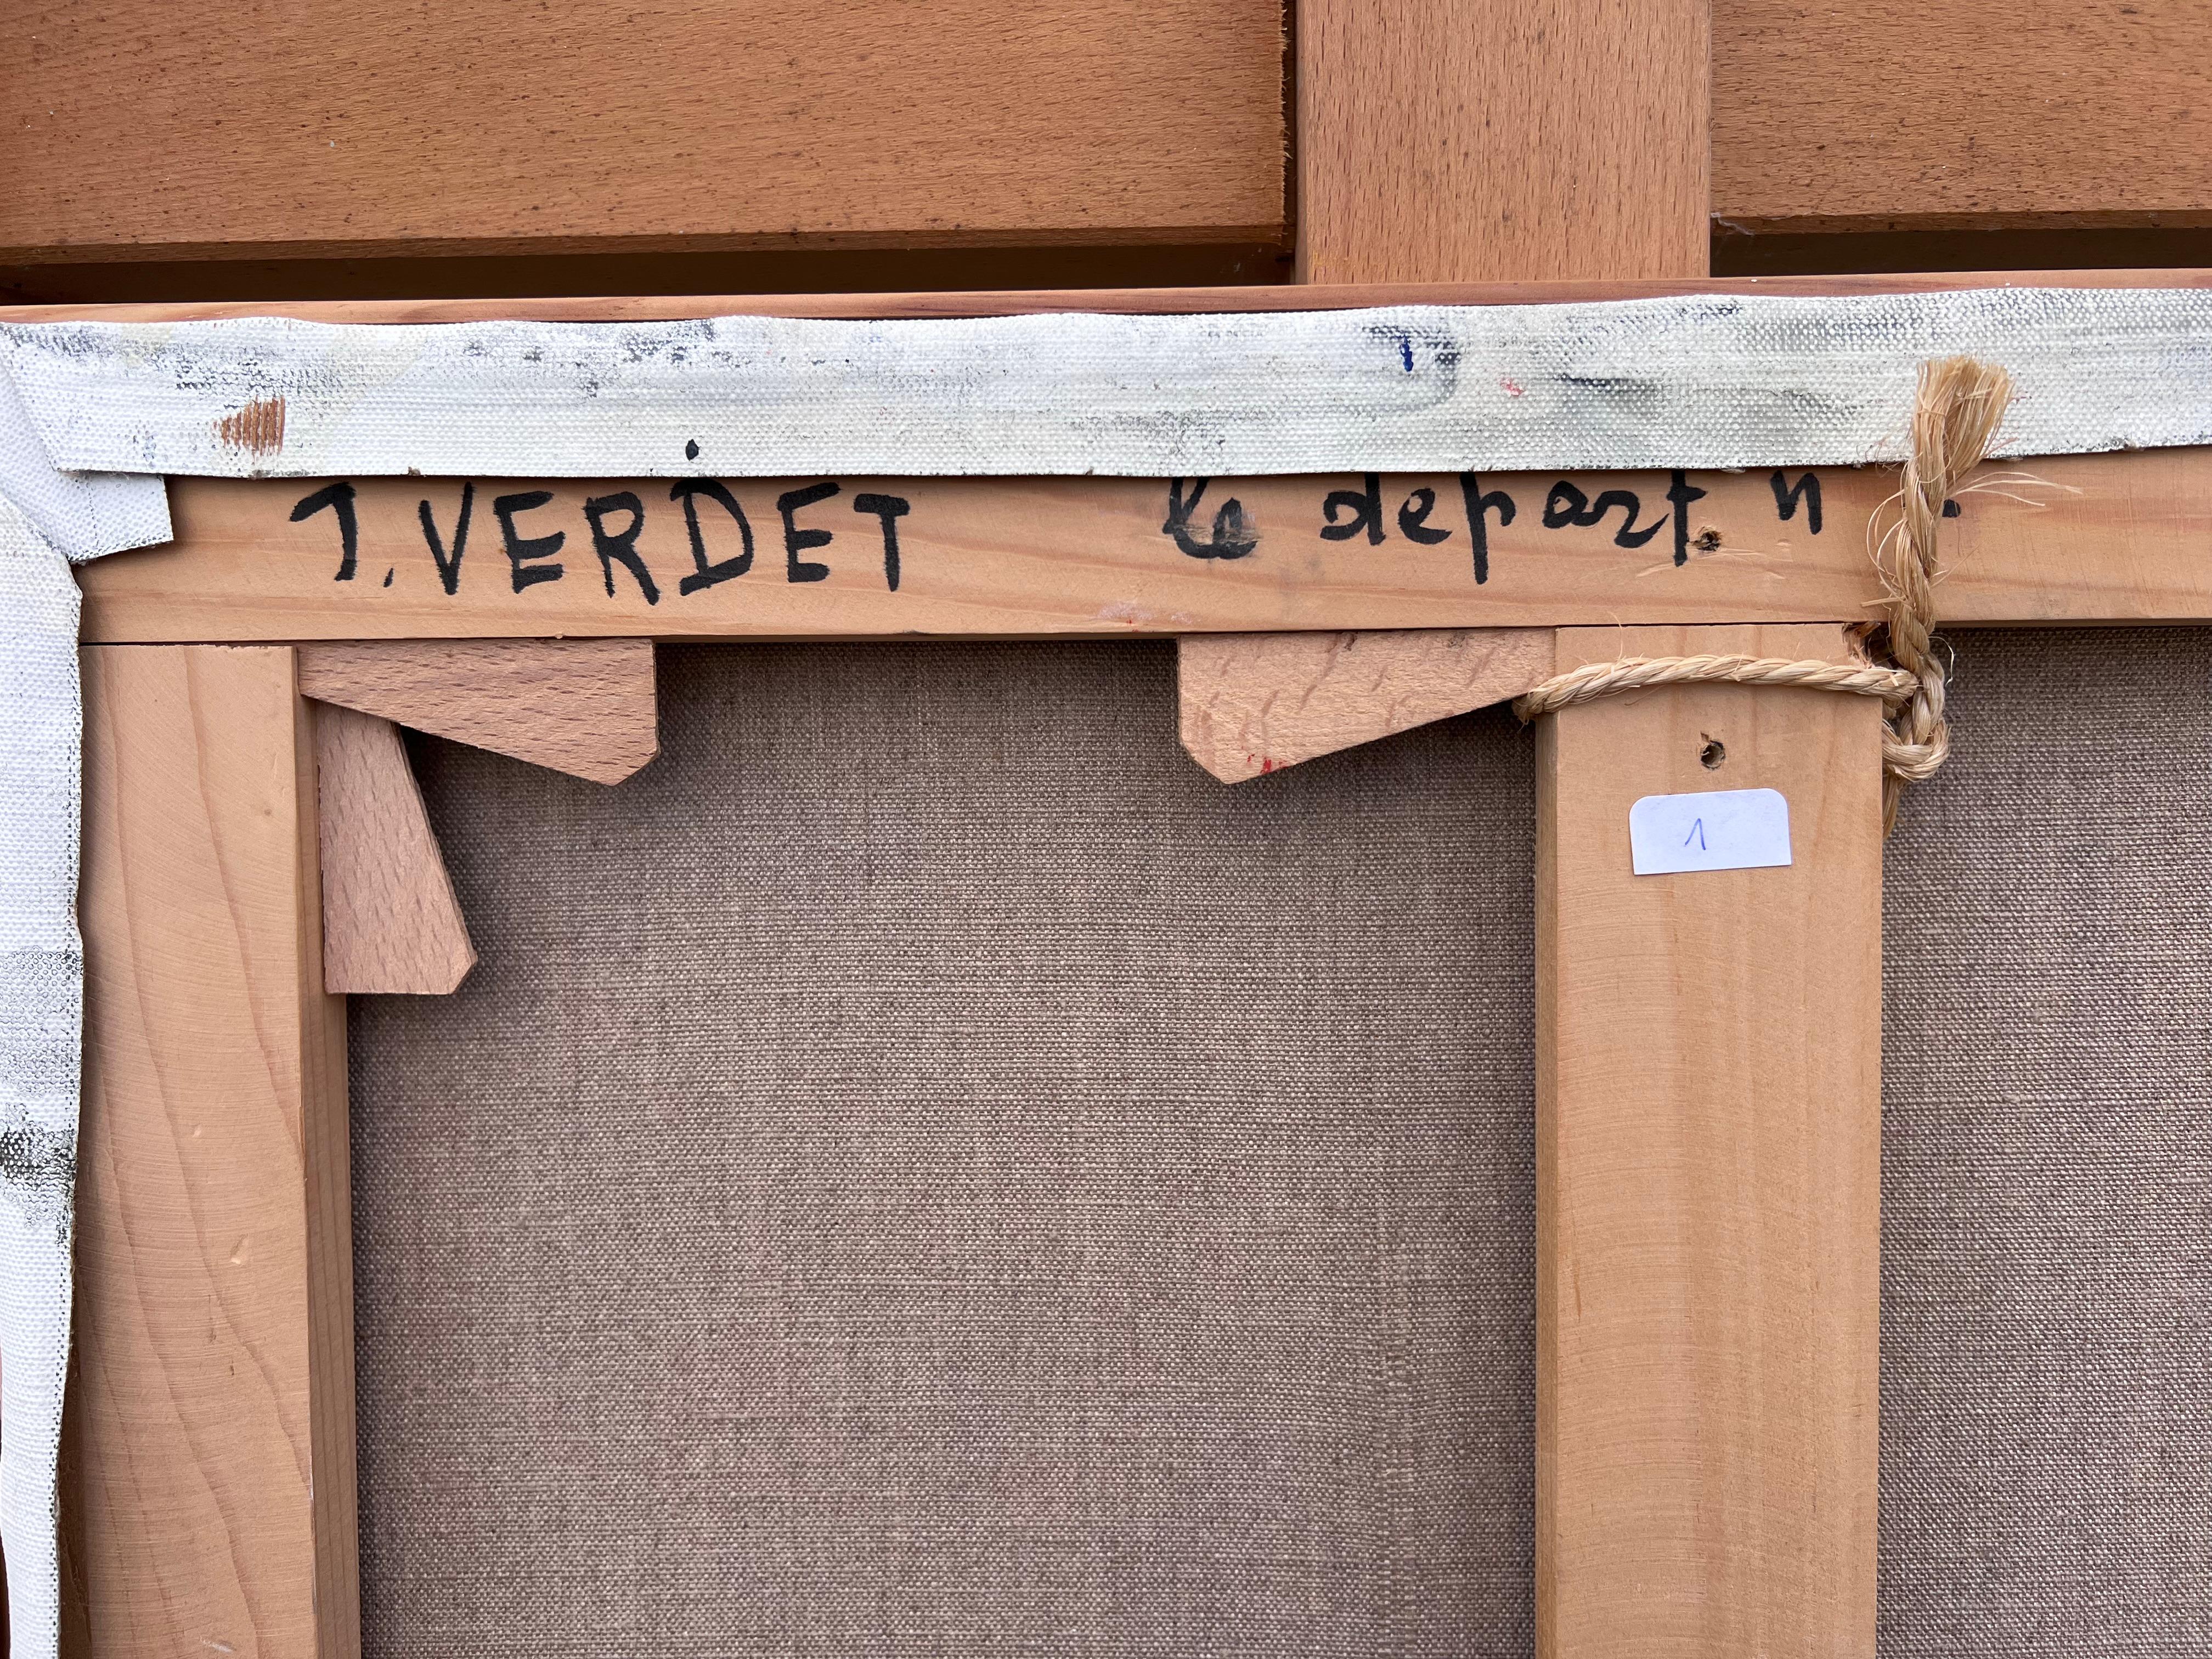 J. VERDET le depart n
1